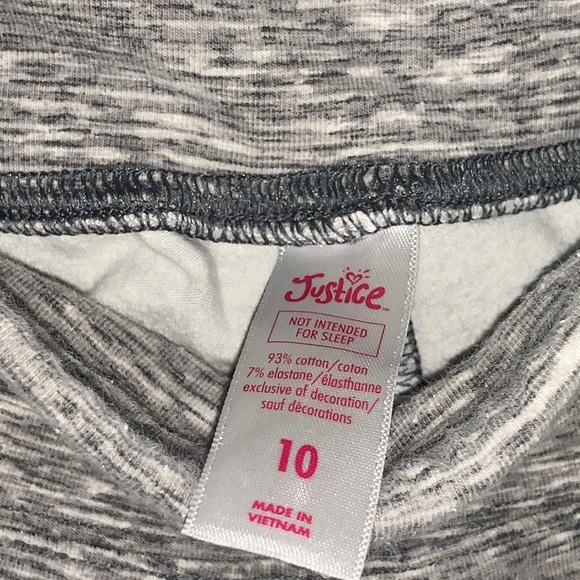 Justice™
NOT INTENDED
FOR SLEEP
93% cotton/coton
7% elastane/élasthanne
exclusive of decoration/
sauf décorations
10
MADE IN
VIETNAM